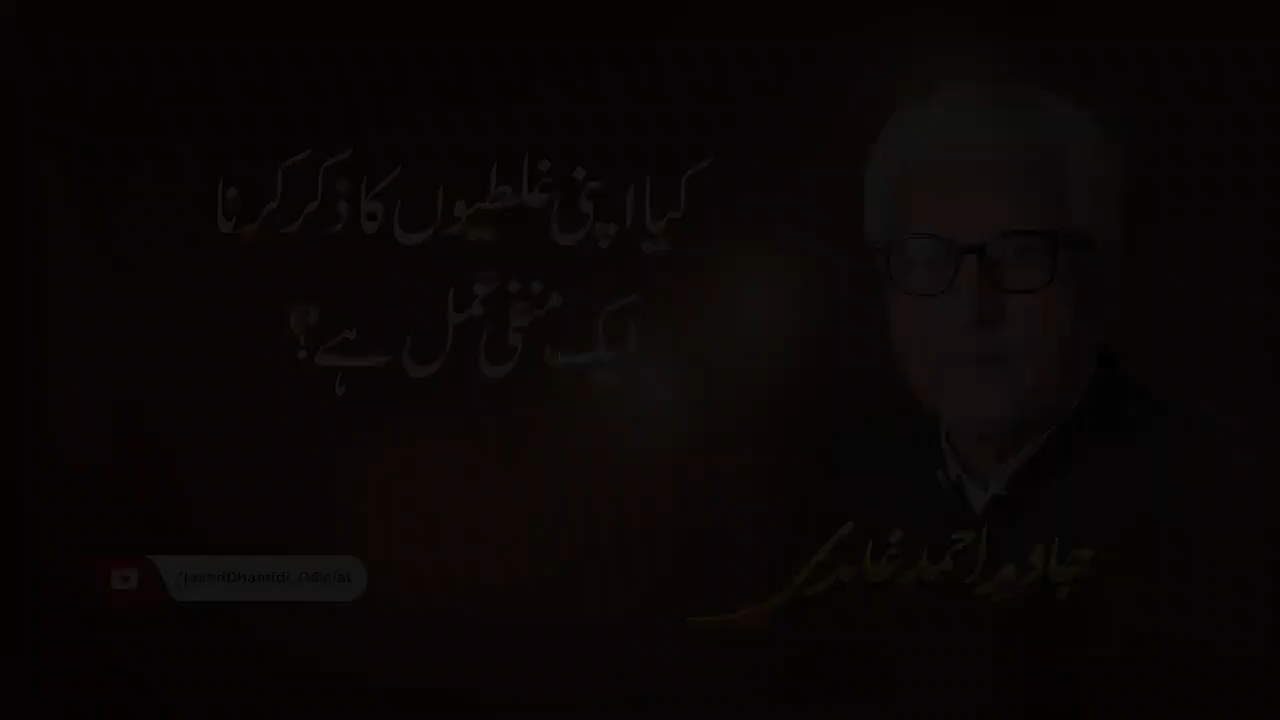 کیا اپنی غلطیوں کا ذکر کرنا
ایک منفی عمل ہے؟
جاوید احمد غامدی
/JavedGhamidi_Official